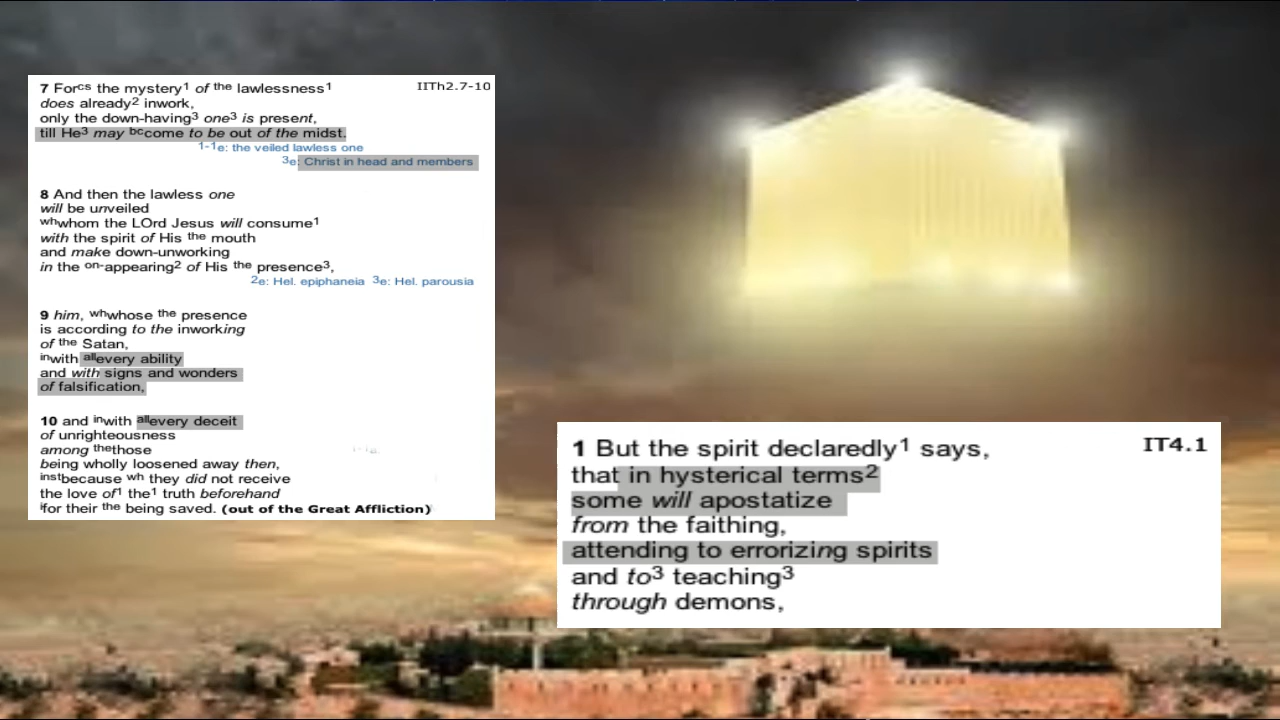 7 Forcs the mystery1 of the lawlessness1 IITh2.7-10
does already2 inwork,
only the down-having3 one3 is present,
till He3 may bccome to be out of the midst.
1-1e: the veiled lawless one
3e: Christ in head and members
8 And then the lawless one
will be unveiled
whwhom the LOrd Jesus will consume1
with the spirit of His the mouth
and make down-unworking
in the on-appearing2 of His the presence3,
2e: Hel. epiphaneia 3e: Hel. parousia
9 him, whwhose the presence
is according to the inworking
of the Satan,
inwith allevery ability
and with signs and wonders
of falsification,
10 and inwith allevery deceit
of unrighteousness
among thethose
being wholly loosened away then,
instbecause wh they did not receive
the love of1 the1 truth beforehand
ifor their the being saved. (out of the Great Affliction)
1 But the spirit declaredly1 says, IT4.1
that in hysterical terms2
some will apostatize
from the faithing,
attending to errorizing spirits
and to3 teaching3
through demons,